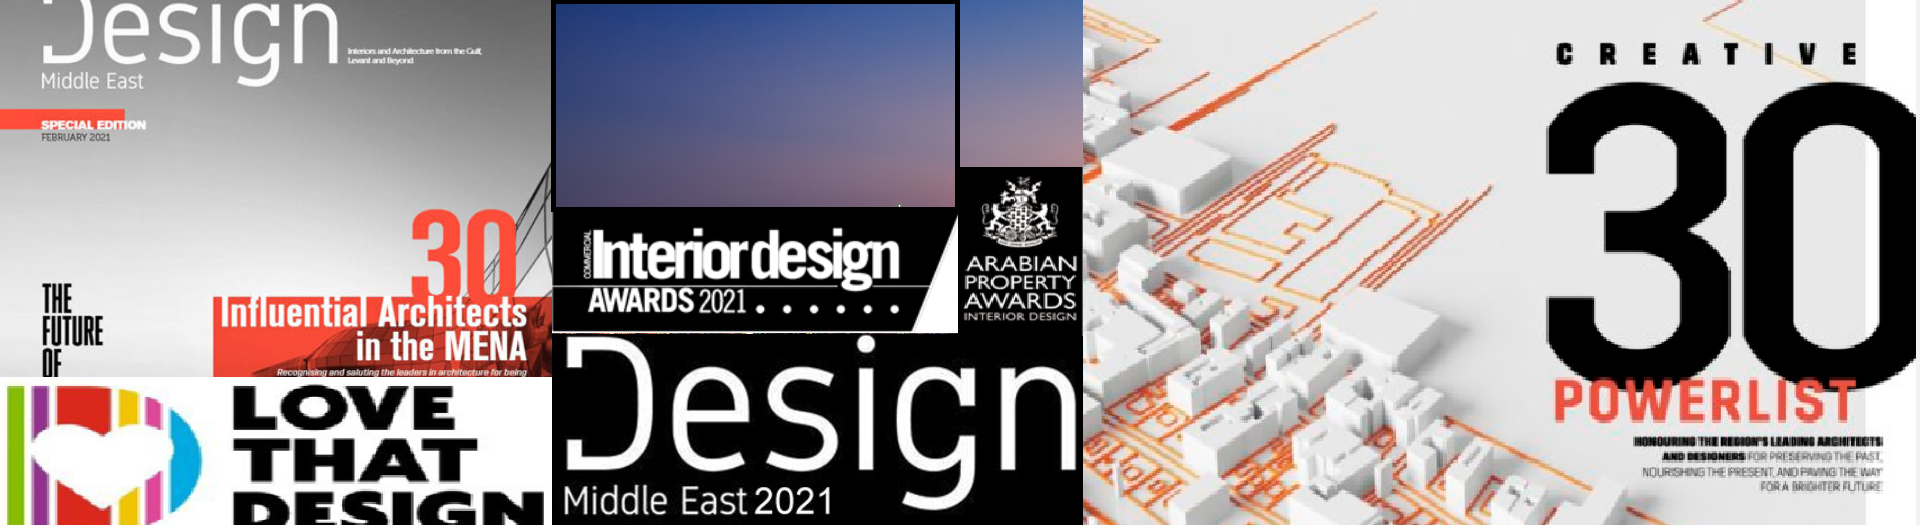 Design
Interiors and Architecture from the Gulf,
Levant and Beyond
Middle East
SPECIAL EDITION
FEBRUARY 2021
30
Influential Architects
in the MENA
Recognising and saluting the leaders in architecture for being
THE
FUTURE
OF
LOVE
THAT
DESIGN
COMMERCIAL
Interior design
AWARDS 2021
ARABIAN
PROPERTY
AWARDS
INTERIOR DESIGN
Design
Middle East 2021
CREATIVE
30
POWERLIST
HONOURING THE REGION'S LEADING ARCHITECTS
AND DESIGNERS FOR PRESERVING THE PAST,
NOURISHING THE PRESENT, AND PAVING THE WAY
FOR A BRIGHTER FUTURE